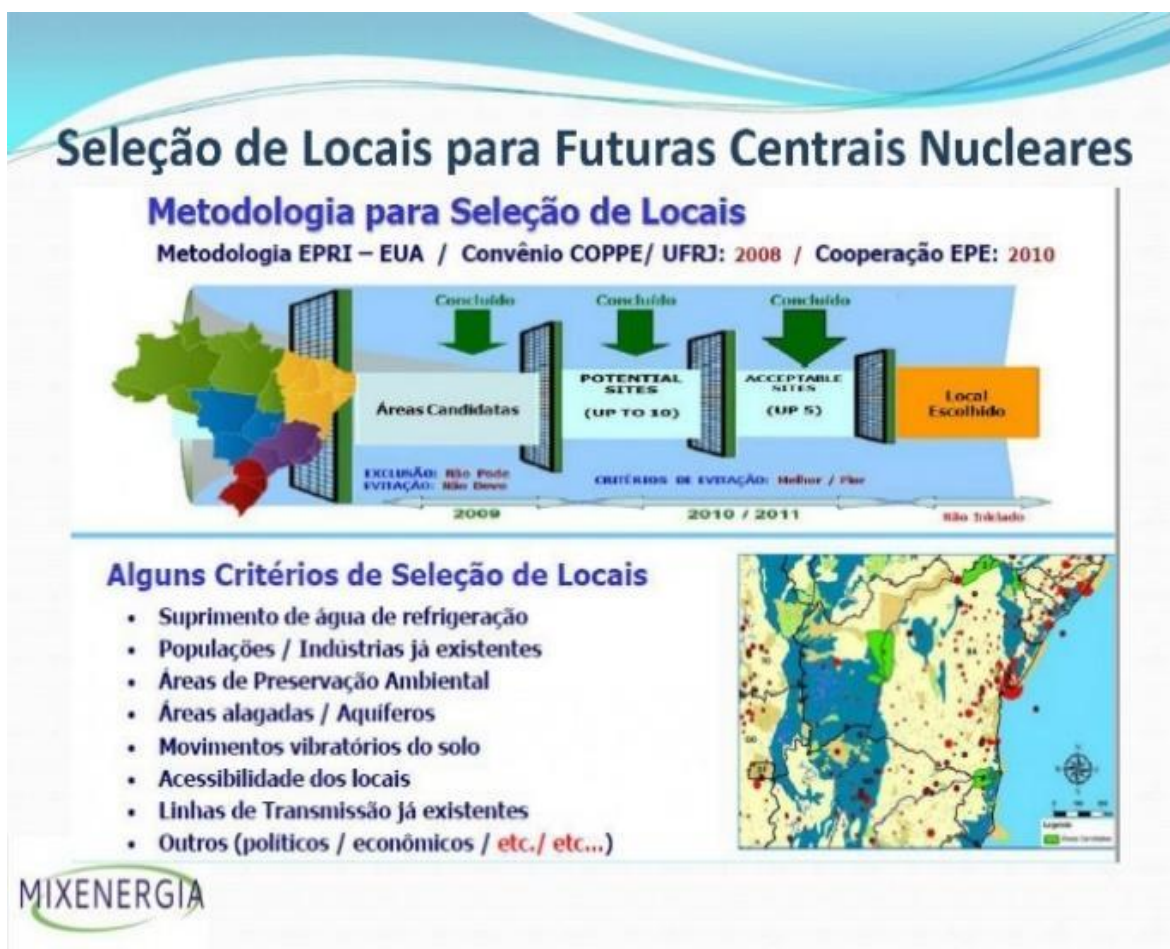 Seleção de Locais para Futuras Centrais Nucleares
Metodologia para Seleção de Locais
Metodologia EPRI – EUA / Convênio COPPE/ UFRJ: 2008 / Cooperação EPE: 2010
Concluído
Concluído
Concluído
Áreas Candidatas
POTENTIAL SITES
(UP TO 10)
ACCEPTABLE SITES
(UP 5)
Local
Escolhido
EXCLUSÃO: Não Pode
EVITAÇÃO: Não Deve
CRITÉRIOS DE EVITAÇÃO: Melhor / Pior
2009
2010 / 2011
Não Iniciado
Alguns Critérios de Seleção de Locais
• Suprimento de água de refrigeração
• Populações / Indústrias já existentes
• Áreas de Preservação Ambiental
• Áreas alagadas / Aquíferos
• Movimentos vibratórios do solo
• Acessibilidade dos locais
• Linhas de Transmissão já existentes
• Outros (políticos / econômicos / etc./ etc...)
BA
Legenda
MIXENERGIA